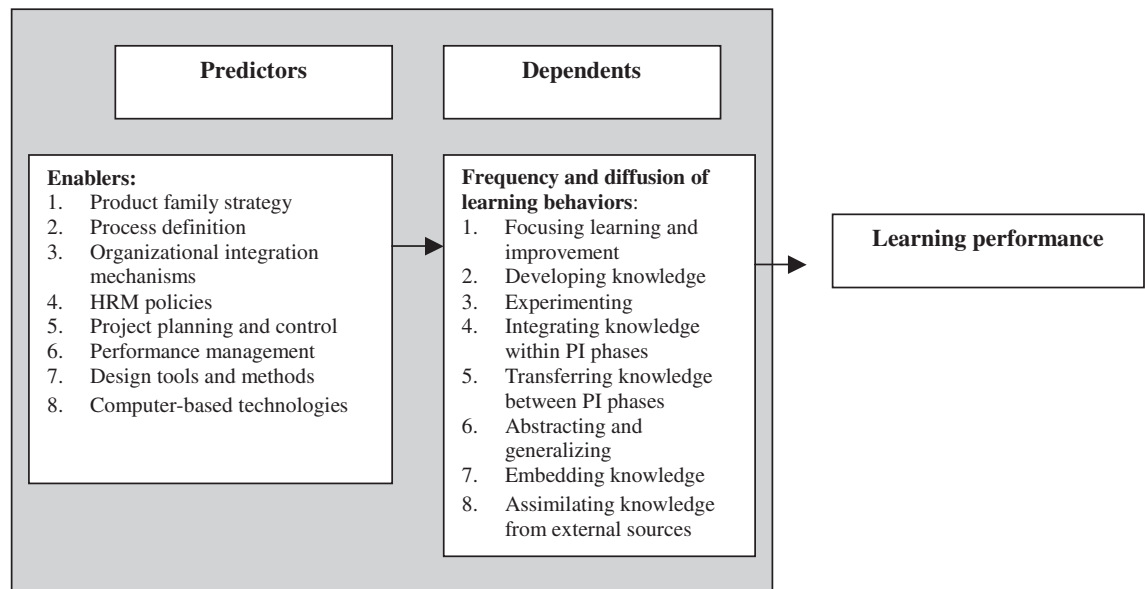 Predictors
Dependents
Enablers:
1. Product family strategy
2. Process definition
3. Organizational integration
mechanisms
4. HRM policies
5. Project planning and control
6. Performance management
7. Design tools and methods
8. Computer-based technologies
Frequency and diffusion of
learning behaviors:
1. Focusing learning and
improvement
2. Developing knowledge
3. Experimenting
4. Integrating knowledge
within PI phases
5. Transferring knowledge
between PI phases
6. Abstracting and
generalizing
7. Embedding knowledge
8. Assimilating knowledge
from external sources
Learning performance